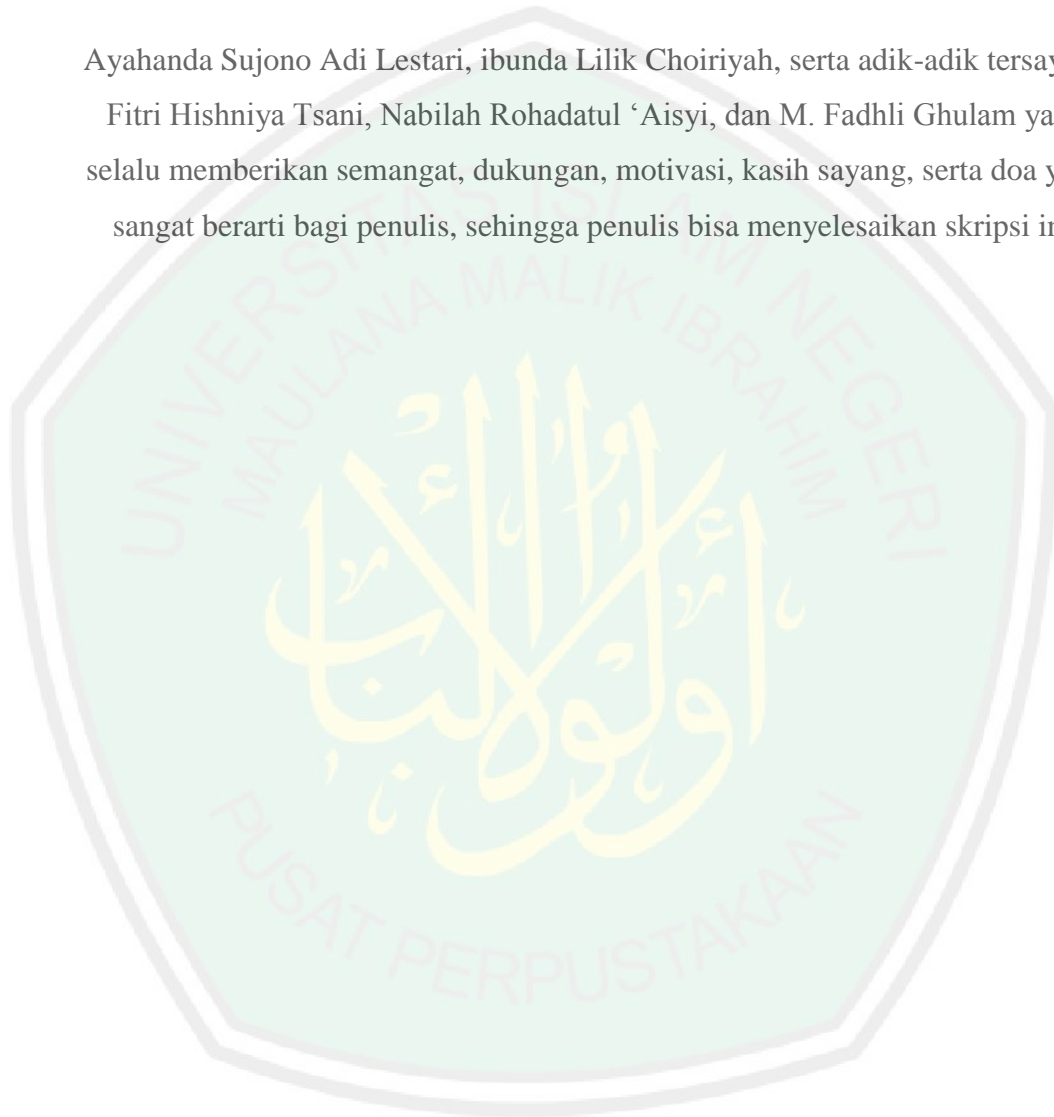 Ayahanda Sujono Adi Lestari, ibunda Lilik Choiriyah, serta adik-adik tersay
Fitri Hishniya Tsani, Nabilah Rohadatul ‘Aisyi, dan M. Fadhli Ghulam ya
selalu memberikan semangat, dukungan, motivasi, kasih sayang, serta doa y
sangat berarti bagi penulis, sehingga penulis bisa menyelesaikan skripsi in
UNIVERSITAS ISLAM NEGERI
MAULANA MALIK IBRAHIM
أولوا الألباب
PUSAT PERPUSTAKAAN